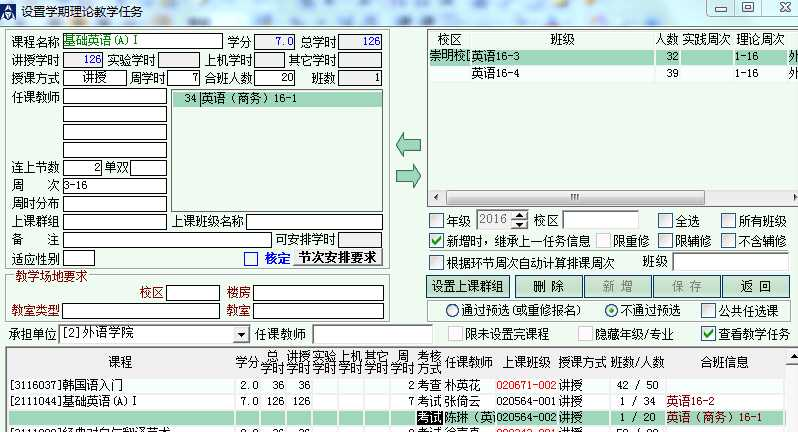 设置学期理论教学任务
课程名称 基础英语(A)Ⅰ 学分 7.0 总学时 126
讲授学时 126 实验学时 上机学时 其它学时
授课方式 讲授 周学时 7 合班人数 20 班数 1
任课教师
34 英语（商务）16-1
连上节数 2 单双
周 次 3-16
周时分布
上课群组 上课班级名称
备 注 可安排学时
适应性别 核定 节次安排要求
教学场地要求
校区 楼房
教室类型 教室
校区 班级 人数 实践周次 理论周次
崇明校区 英语16-3 32 1-16 外
英语16-4 39 1-16 外
年级 2016 校区 全选 所有班级
新增时，继承上一任务信息 限重修 限辅修 不含辅修
根据环节周次自动计算排课周次 班级
设置上课群组 删 除 新 增 保 存 返 回
通过预选(或重修报名) 不通过预选 公共任选课
承担单位 [2]外语学院 任课教师 限未设置完课程 隐藏年级/专业 查看教学任务
课程 学分 总学时 讲授学时 实验学时 上机学时 其它学时 周学时 考核方式 任课教师 上课班级 授课方式 班数/人数 合班信息
[3116037]韩国语入门 2.0 36 36 2 考查 朴英花 020671-002 讲授 42 / 50
[2111044]基础英语(A)Ⅰ 7.0 126 126 7 考试 张倚云 020564-001 讲授 1 / 34 英语16-2
考试 陈琳（英 020564-002 讲授 1 / 20 英语（商务）16-1